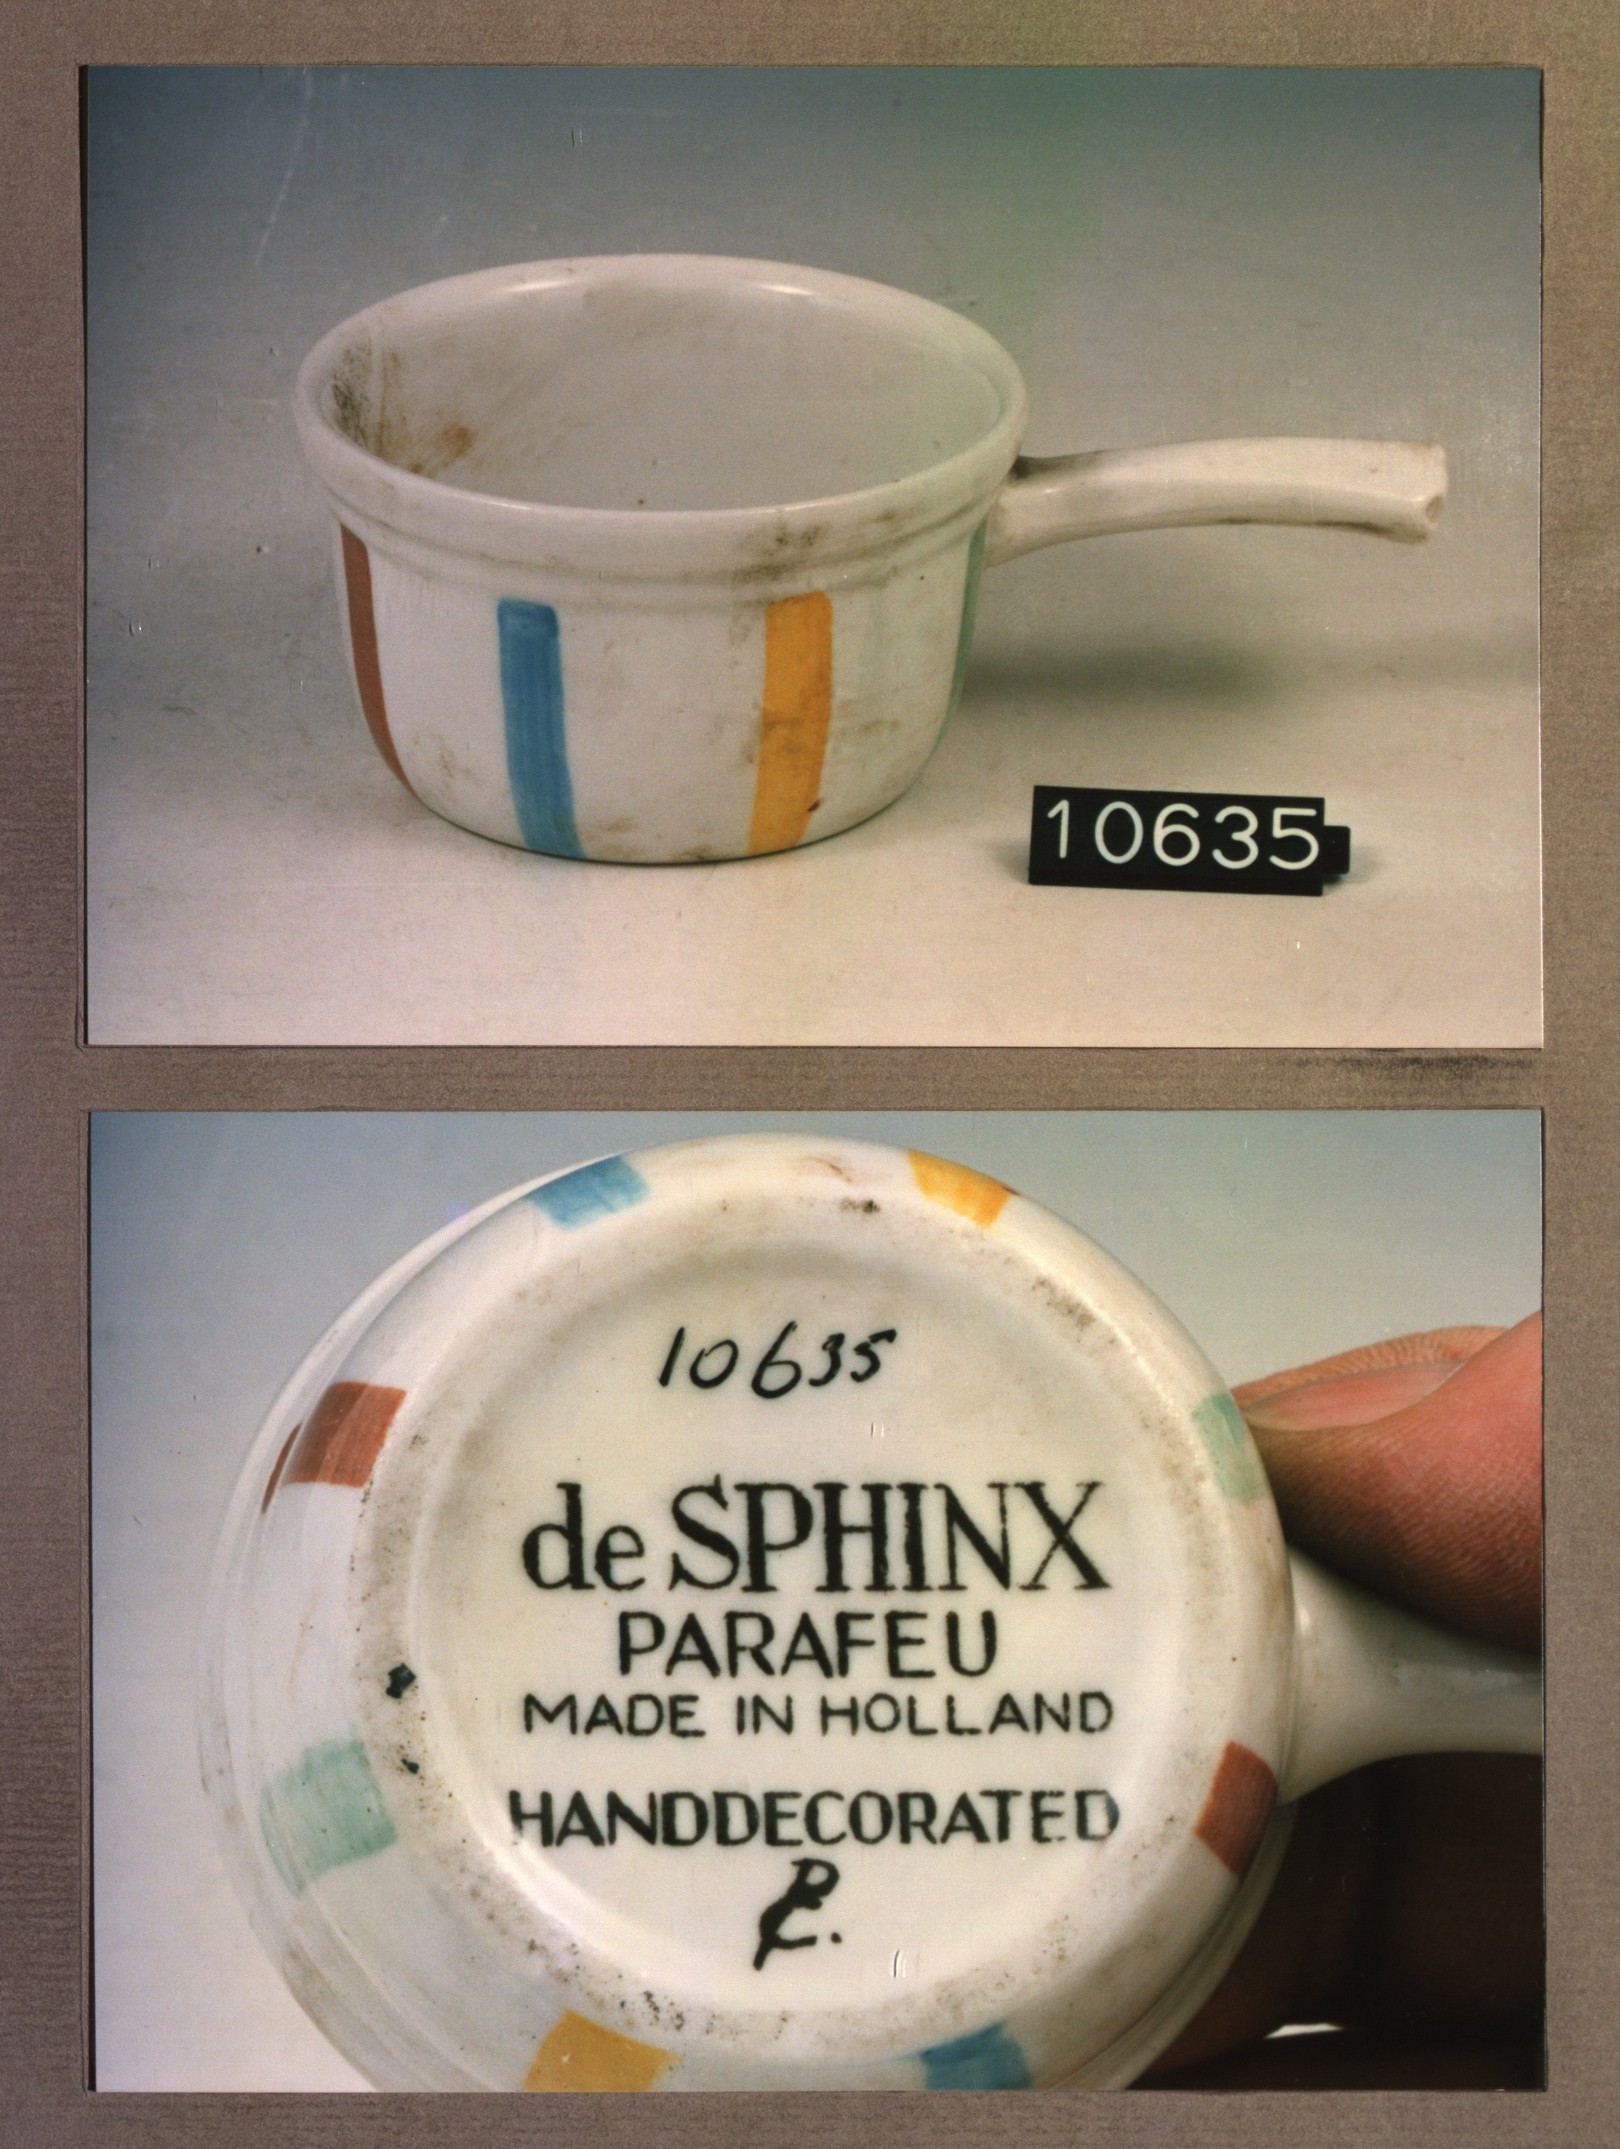 10635
10635
de SPHINX
PARAFEU
MADE IN HOLLAND
HANDDECORATED